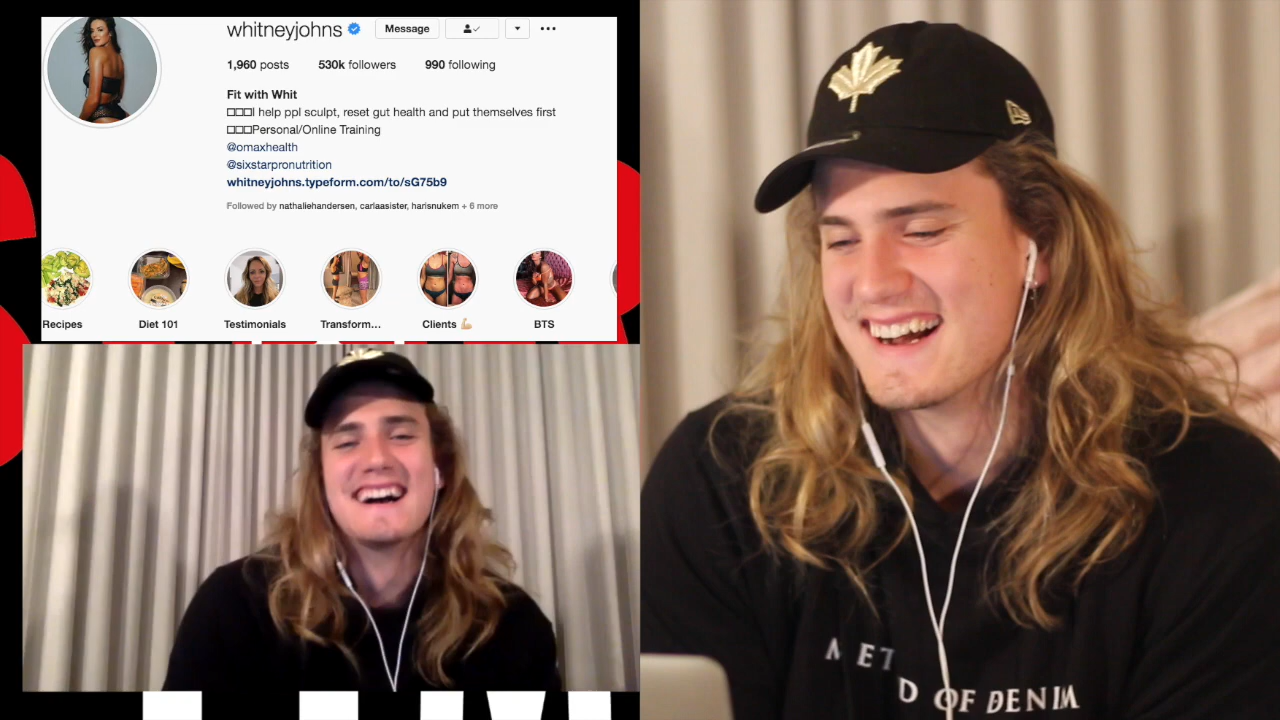 whitneyjohns
Message
1,960 posts 530k followers 990 following
Fit with Whit
I help ppl sculpt, reset gut health and put themselves first
Personal/Online Training
@omaxhealth
@sixstarpronutrition
whitneyjohns.typeform.com/to/sG75b9
Followed by nathaliehandersen, carlaasister, harisnukem + 6 more
Recipes Diet 101 Testimonials Transform... Clients 💪🏼 BTS
MET
D OF DENIM